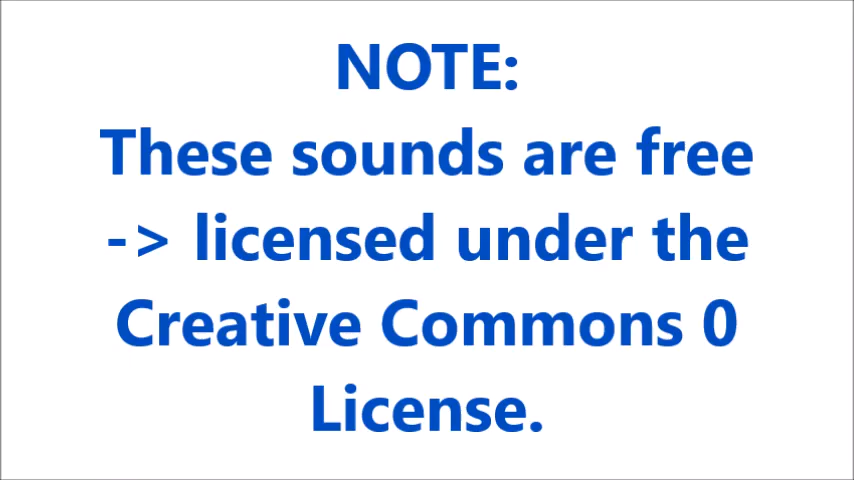 NOTE:
These sounds are free
-> licensed under the
Creative Commons 0
License.